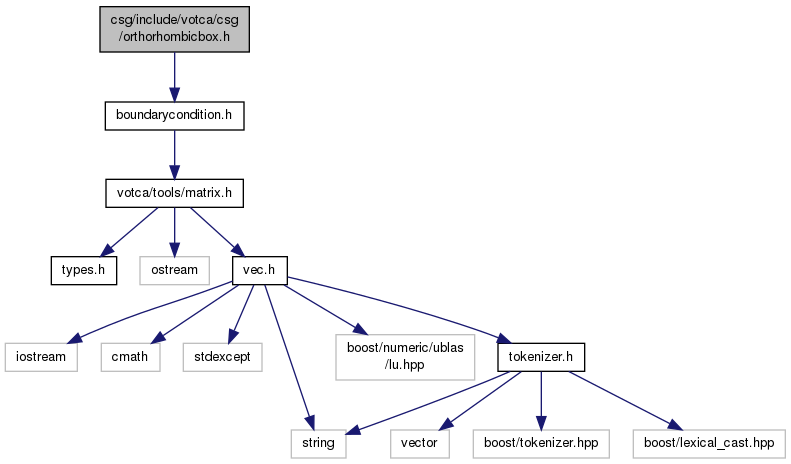 csg/include/votca/csg
/orthorhombicbox.h
boundarycondition.h
votca/tools/matrix.h
types.h
ostream
vec.h
iostream
cmath
stdexcept
boost/numeric/ublas
/lu.hpp
tokenizer.h
string
vector
boost/tokenizer.hpp
boost/lexical_cast.hpp